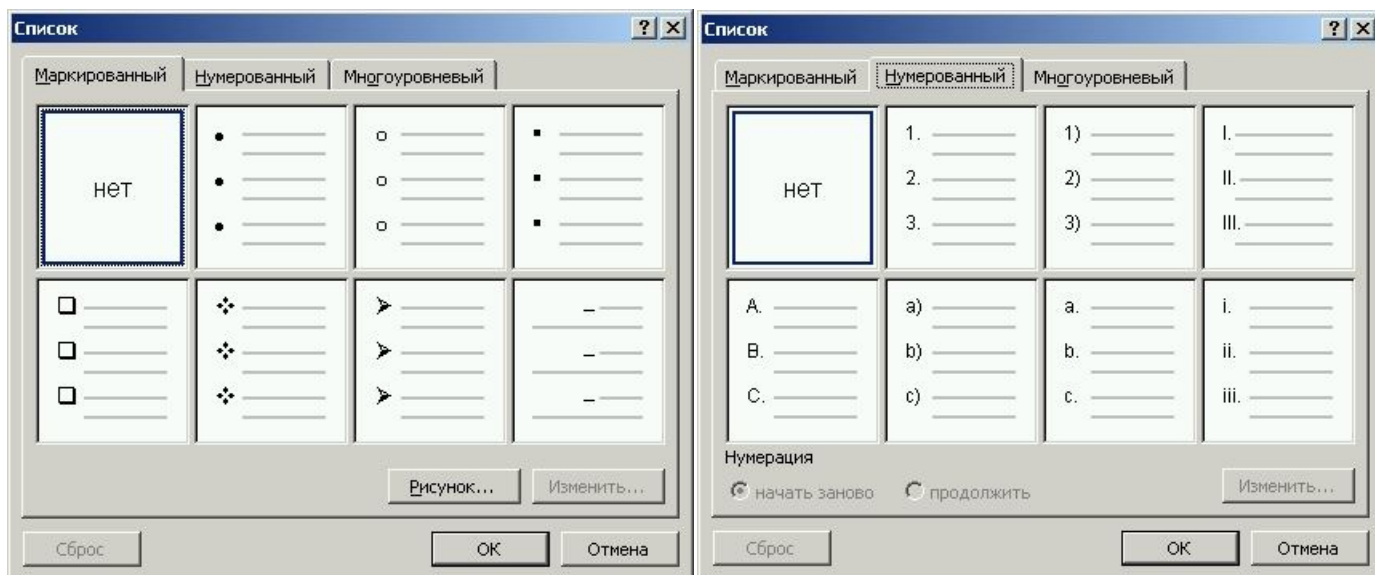 Список
Маркированный Нумерованный Многоуровневый
нет
Рисунок... Изменить...
Сброс ОК Отмена
Список
Маркированный Нумерованный Многоуровневый
нет 1. 1) I.
2. 2) II.
3. 3) III.
A. a) a. i.
B. b) b. ii.
C. c) c. iii.
Нумерация
начать заново продолжить Изменить...
Сброс ОК Отмена